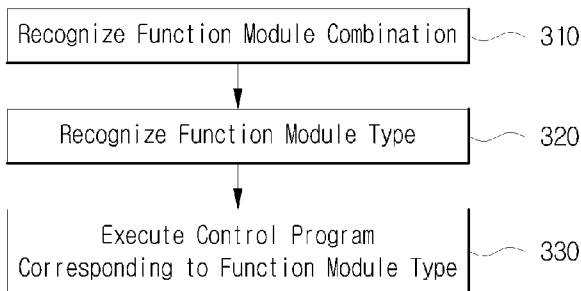 Recognize Function Module Combination 310
Recognize Function Module Type 320
Execute Control Program
Corresponding to Function Module Type 330